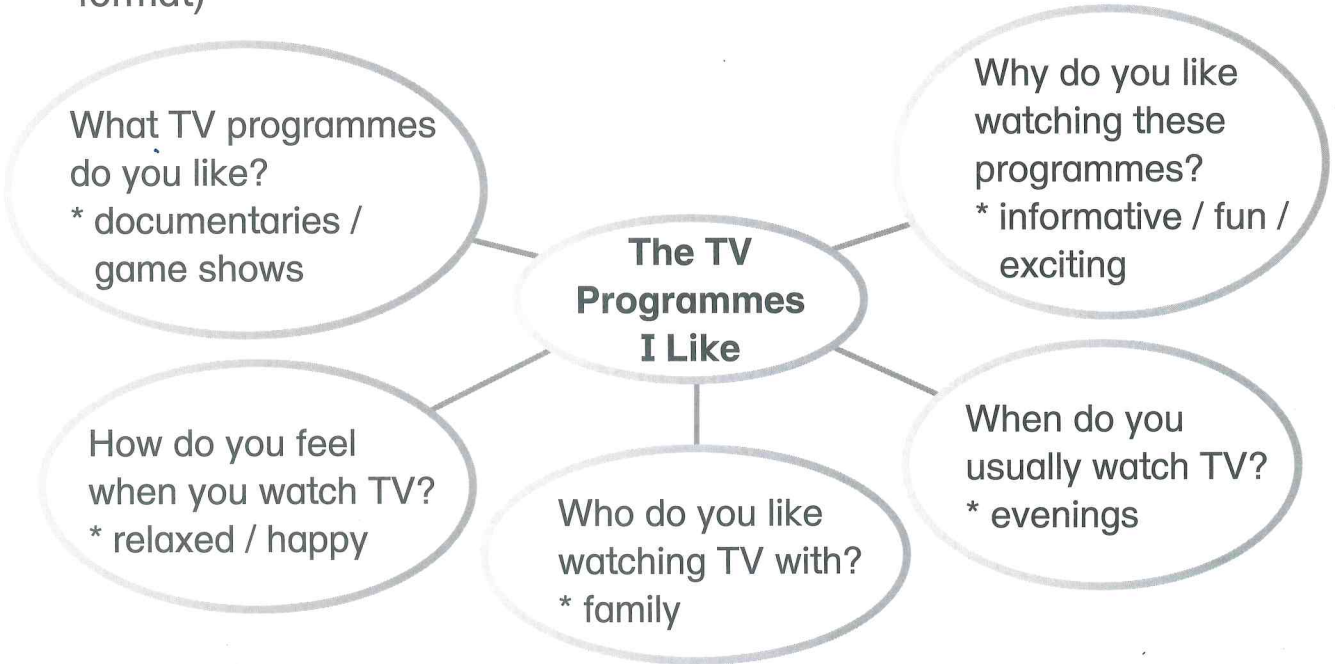 format)
What TV programmes
do you like?
* documentaries /
game shows
Why do you like
watching these
programmes?
* informative / fun /
exciting
The TV
Programmes
I Like
How do you feel
when you watch TV?
* relaxed / happy
Who do you like
watching TV with?
* family
When do you
usually watch TV?
* evenings